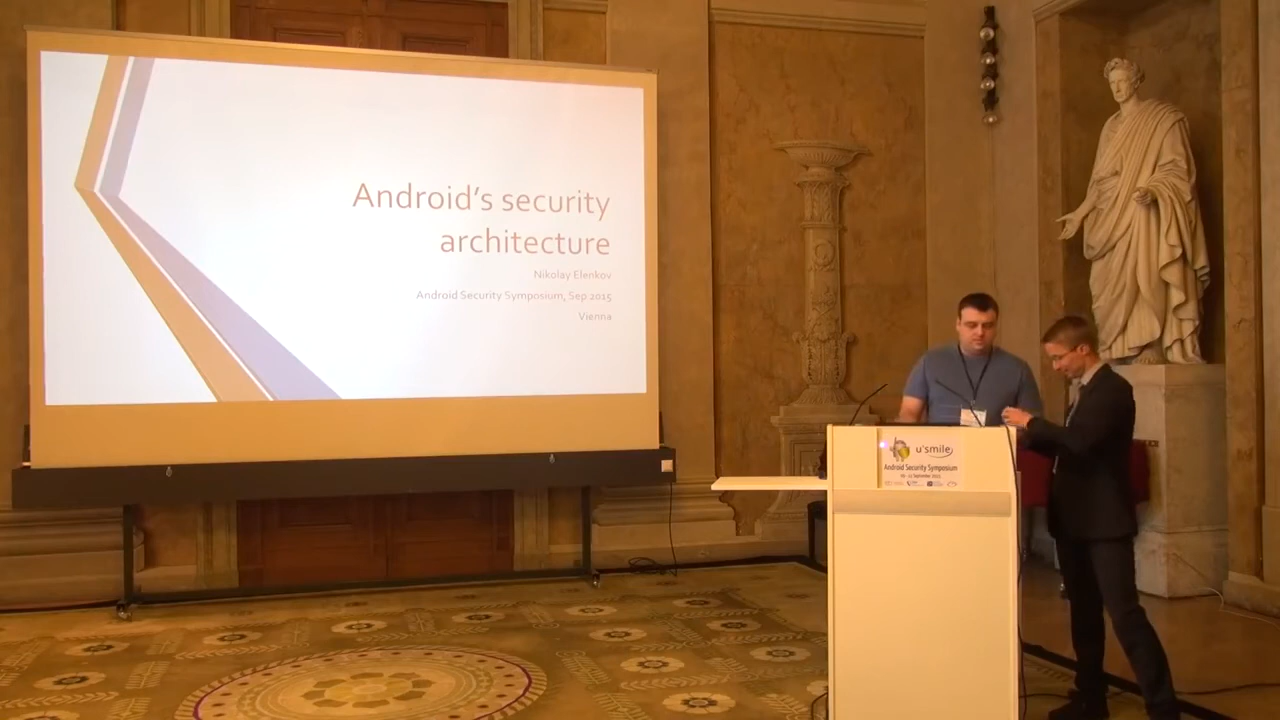 Android's security
architecture
Nikolay Elenkov
Android Security Symposium, Sep 2015
Vienna
u'smile
Android Security Symposium